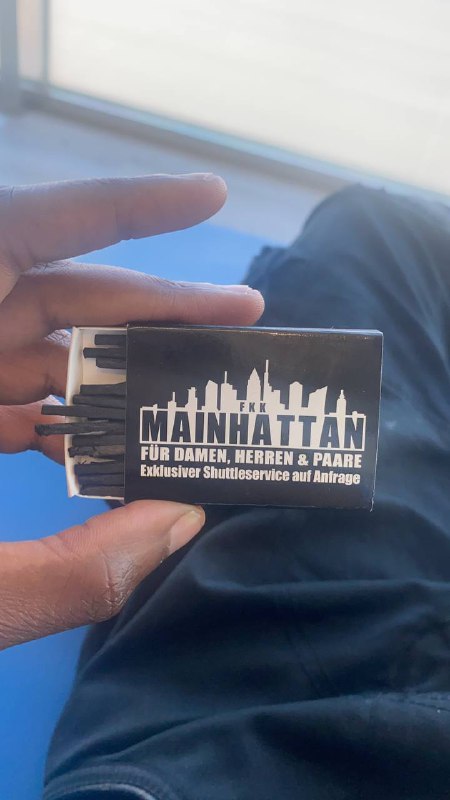 FKK
MAINHATTAN
FÜR DAMEN, HERREN & PAARE
Exklusiver Shuttleservice auf Anfrage